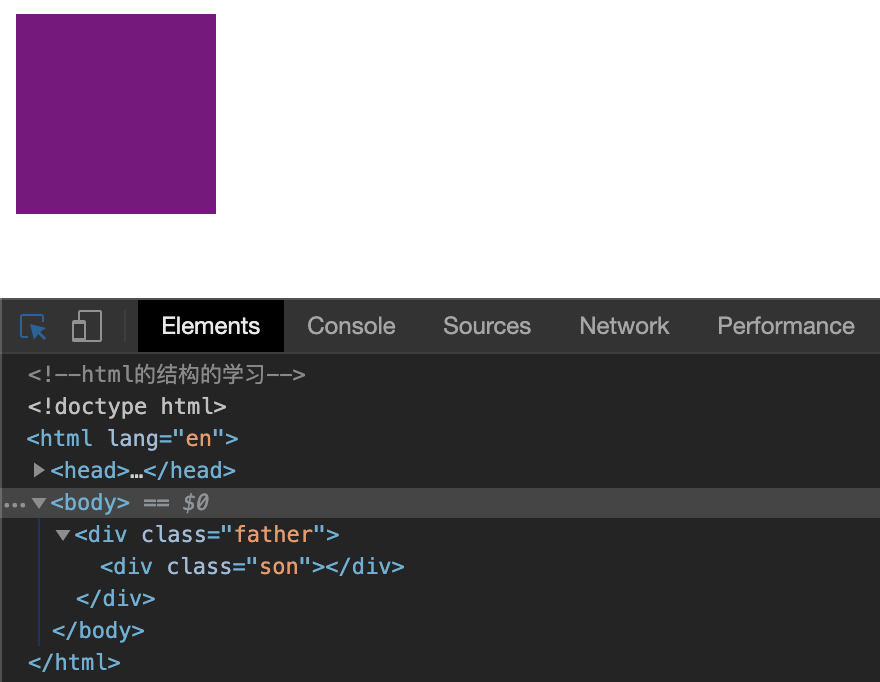 Elements Console Sources Network Performance
<!--html的结构的学习-->
<!doctype html>
<html lang="en">
<head>…</head>
… <body> == $0
<div class="father">
<div class="son"></div>
</div>
</body>
</html>